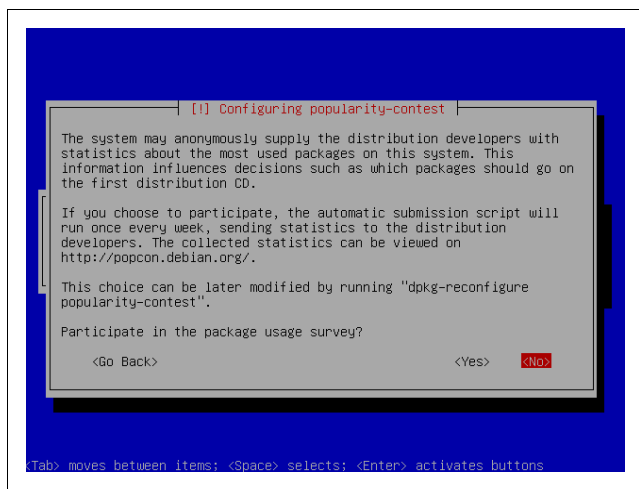 [!] Configuring popularity-contest
The system may anonymously supply the distribution developers with
statistics about the most used packages on this system. This
information influences decisions such as which packages should go on
the first distribution CD.
If you choose to participate, the automatic submission script will
run once every week, sending statistics to the distribution
developers. The collected statistics can be viewed on
http://popcon.debian.org/.
This choice can be later modified by running "dpkg-reconfigure
popularity-contest".
Participate in the package usage survey?
<Go Back> <Yes> <No>
<Tab> moves between items; <Space> selects; <Enter> activates buttons